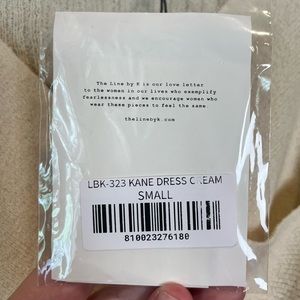 The Line by K is our love letter
to the women in our lives who exemplify
fearlessness and we encourage women who
wear these pieces to feel the same.
thelinebyk.com
LBK-323 KANE DRESS CREAM
SMALL
810023276180